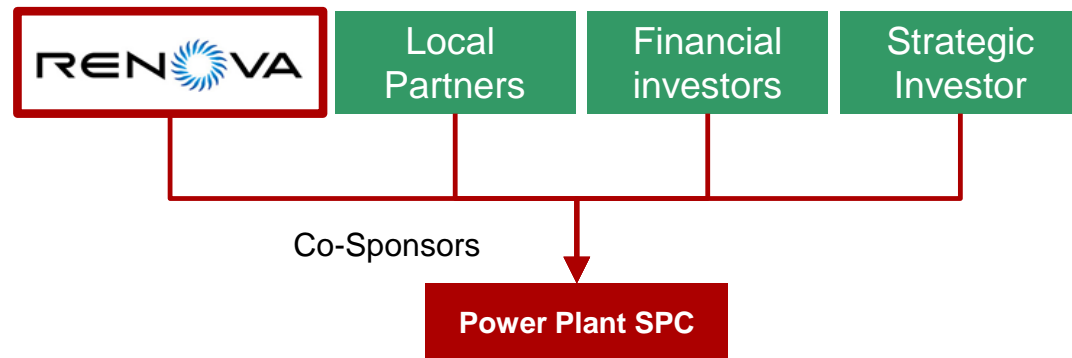 RENOVA
Local
Partners
Financial
investors
Strategic
Investor
Co-Sponsors
Power Plant SPC